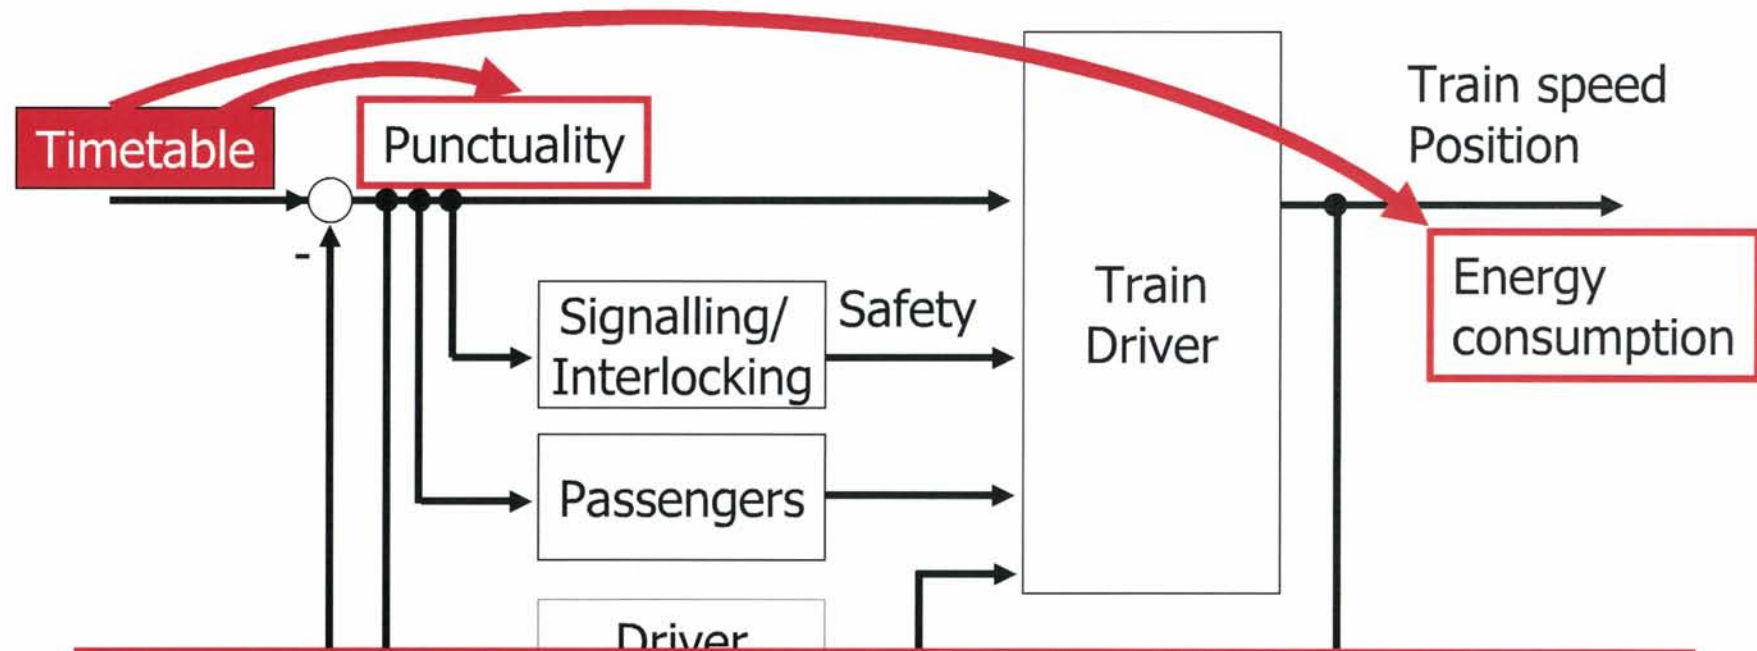 Timetable
Punctuality
Train speed
Position
-
Signalling/
Interlocking
Safety
Train
Driver
Energy
consumption
Passengers
Driver